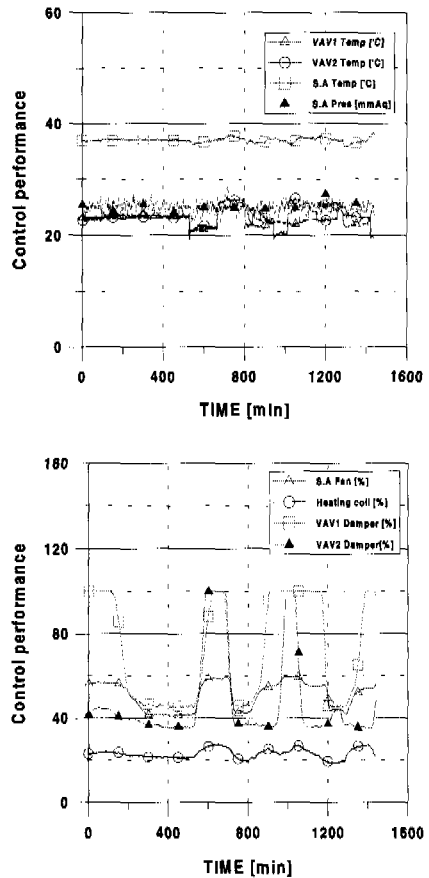 60
VAV1 Temp [°C]
VAV2 Temp [°C]
S.A Temp [°C]
S.A Pres [mmAq]
40
20
0
Control performance
0 400 800 1200 1600
TIME [min]
160
S.A Fan [%]
Heating coil [%]
VAV1 Damper [%]
VAV2 Damper[%]
120
80
60
40
0
Control performance
0 400 800 1200 1600
TIME [min]